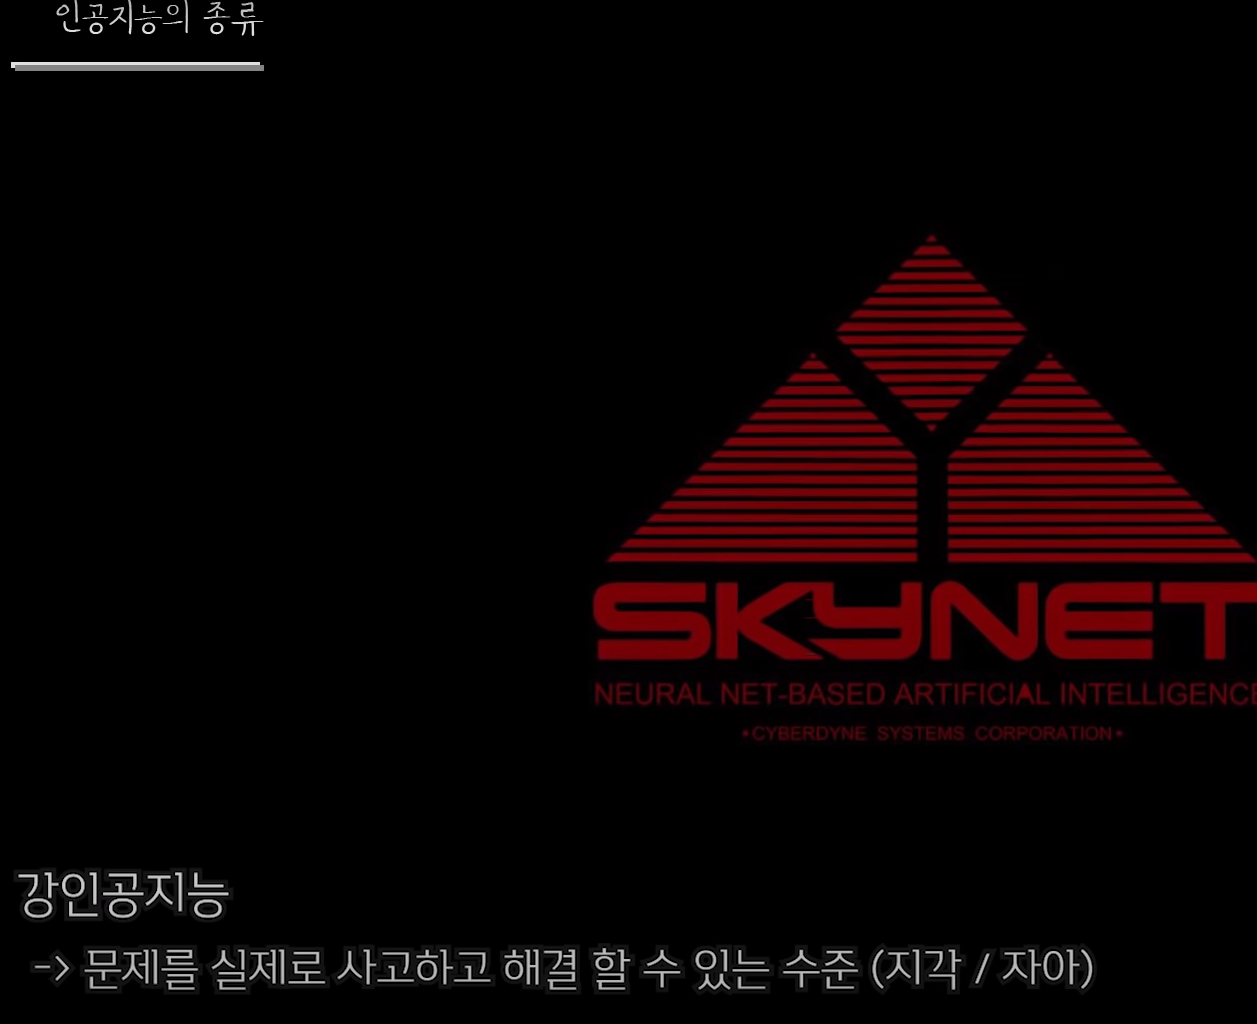 인공지능의 종류
SKYNET
NEURAL NET-BASED ARTIFICIAL INTELLIGENCE
•CYBERDYNE SYSTEMS CORPORATION•
강인공지능
-> 문제를 실제로 사고하고 해결 할 수 있는 수준 (지각 / 자아)